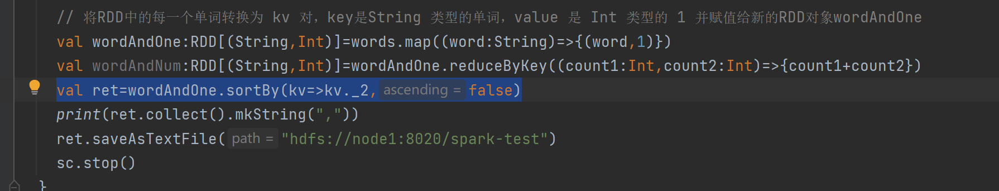 // 将RDD中的每一个单词转换为 kv 对，key是String 类型的单词，value 是 Int 类型的 1 并赋值给新的RDD对象wordAndOne
val wordAndOne:RDD[(String,Int)]=words.map((word:String)=>{(word,1)})
val wordAndNum:RDD[(String,Int)]=wordAndOne.reduceByKey((count1:Int,count2:Int)=>{count1+count2})
val ret=wordAndOne.sortBy(kv=>kv._2, ascending = false)
print(ret.collect().mkString(","))
ret.saveAsTextFile( path = "hdfs://node1:8020/spark-test")
sc.stop()
}